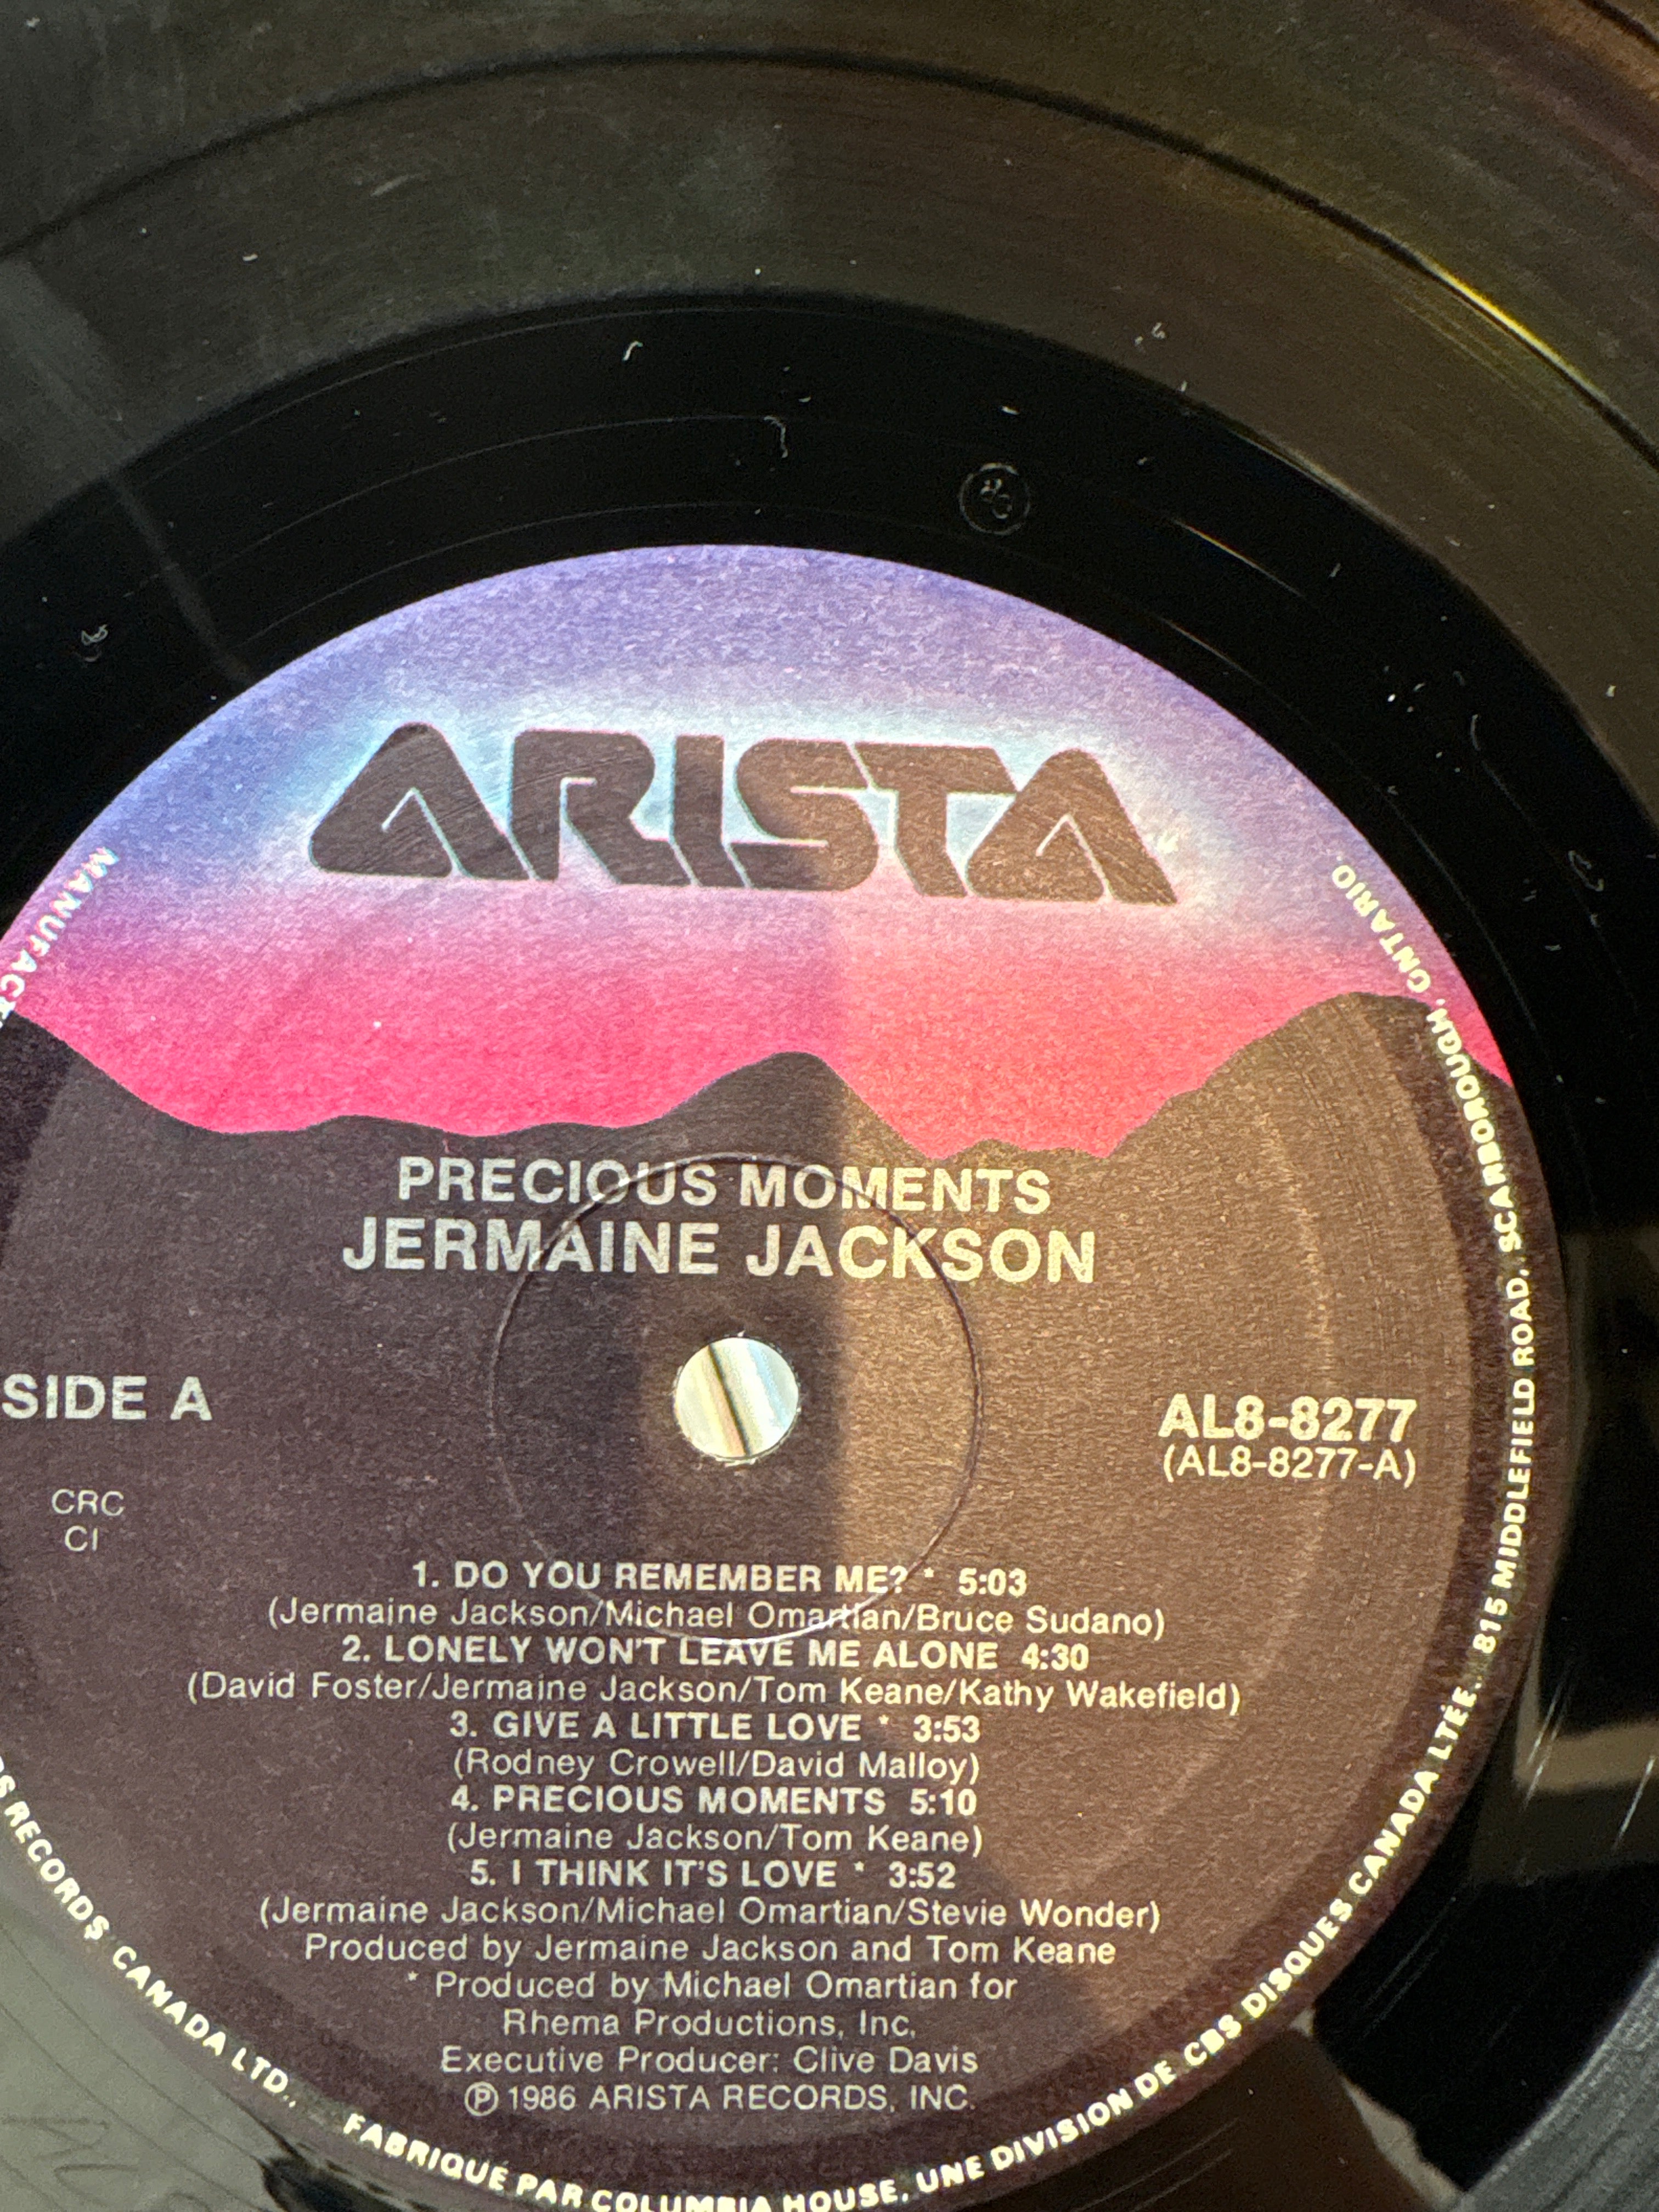 ARISTA
PRECIOUS MOMENTS
JERMAINE JACKSON
SIDE A
AL8-8277
(AL8-8277-A)
CRC
CI
1. DO YOU REMEMBER ME? * 5:03
(Jermaine Jackson/Michael Omartian/Bruce Sudano)
2. LONELY WON'T LEAVE ME ALONE 4:30
(David Foster/Jermaine Jackson/Tom Keane/Kathy Wakefield)
3. GIVE A LITTLE LOVE * 3:53
(Rodney Crowell/David Malloy)
4. PRECIOUS MOMENTS 5:10
(Jermaine Jackson/Tom Keane)
5. I THINK IT'S LOVE * 3:52
(Jermaine Jackson/Michael Omartian/Stevie Wonder)
Produced by Jermaine Jackson and Tom Keane
* Produced by Michael Omartian for
Rhema Productions, Inc.
Executive Producer: Clive Davis
℗ 1986 ARISTA RECORDS, INC.
RECORDS CANADA LTD., FABRIQUÉ PAR COLUMBIA HOUSE, UNE DIVISION DE CBS DISQUES CANADA LTÉE., 815 MIDDLEFIELD ROAD, SCARBOROUGH, ONTARIO.